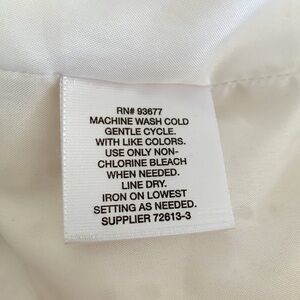 RN# 93677
MACHINE WASH COLD
GENTLE CYCLE.
WITH LIKE COLORS.
USE ONLY NON-
CHLORINE BLEACH
WHEN NEEDED.
LINE DRY.
IRON ON LOWEST
SETTING AS NEEDED.
SUPPLIER 72613-3